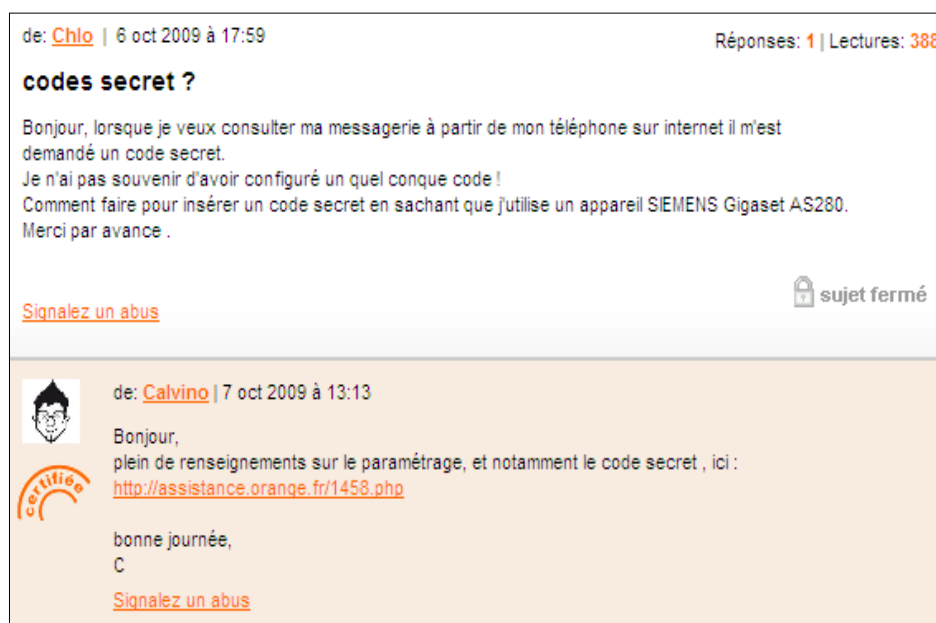 de: Chlo | 6 oct 2009 à 17:59
Réponses: 1 | Lectures: 388
codes secret ?
Bonjour, lorsque je veux consulter ma messagerie à partir de mon téléphone sur internet il m'est
demandé un code secret.
Je n'ai pas souvenir d'avoir configuré un quel conque code !
Comment faire pour insérer un code secret en sachant que j'utilise un appareil SIEMENS Gigaset AS280.
Merci par avance .
sujet fermé
Signalez un abus
de: Calvino | 7 oct 2009 à 13:13
Bonjour,
plein de renseignements sur le paramétrage, et notamment le code secret , ici :
http://assistance.orange.fr/1458.php
certifiée
bonne journée,
C
Signalez un abus